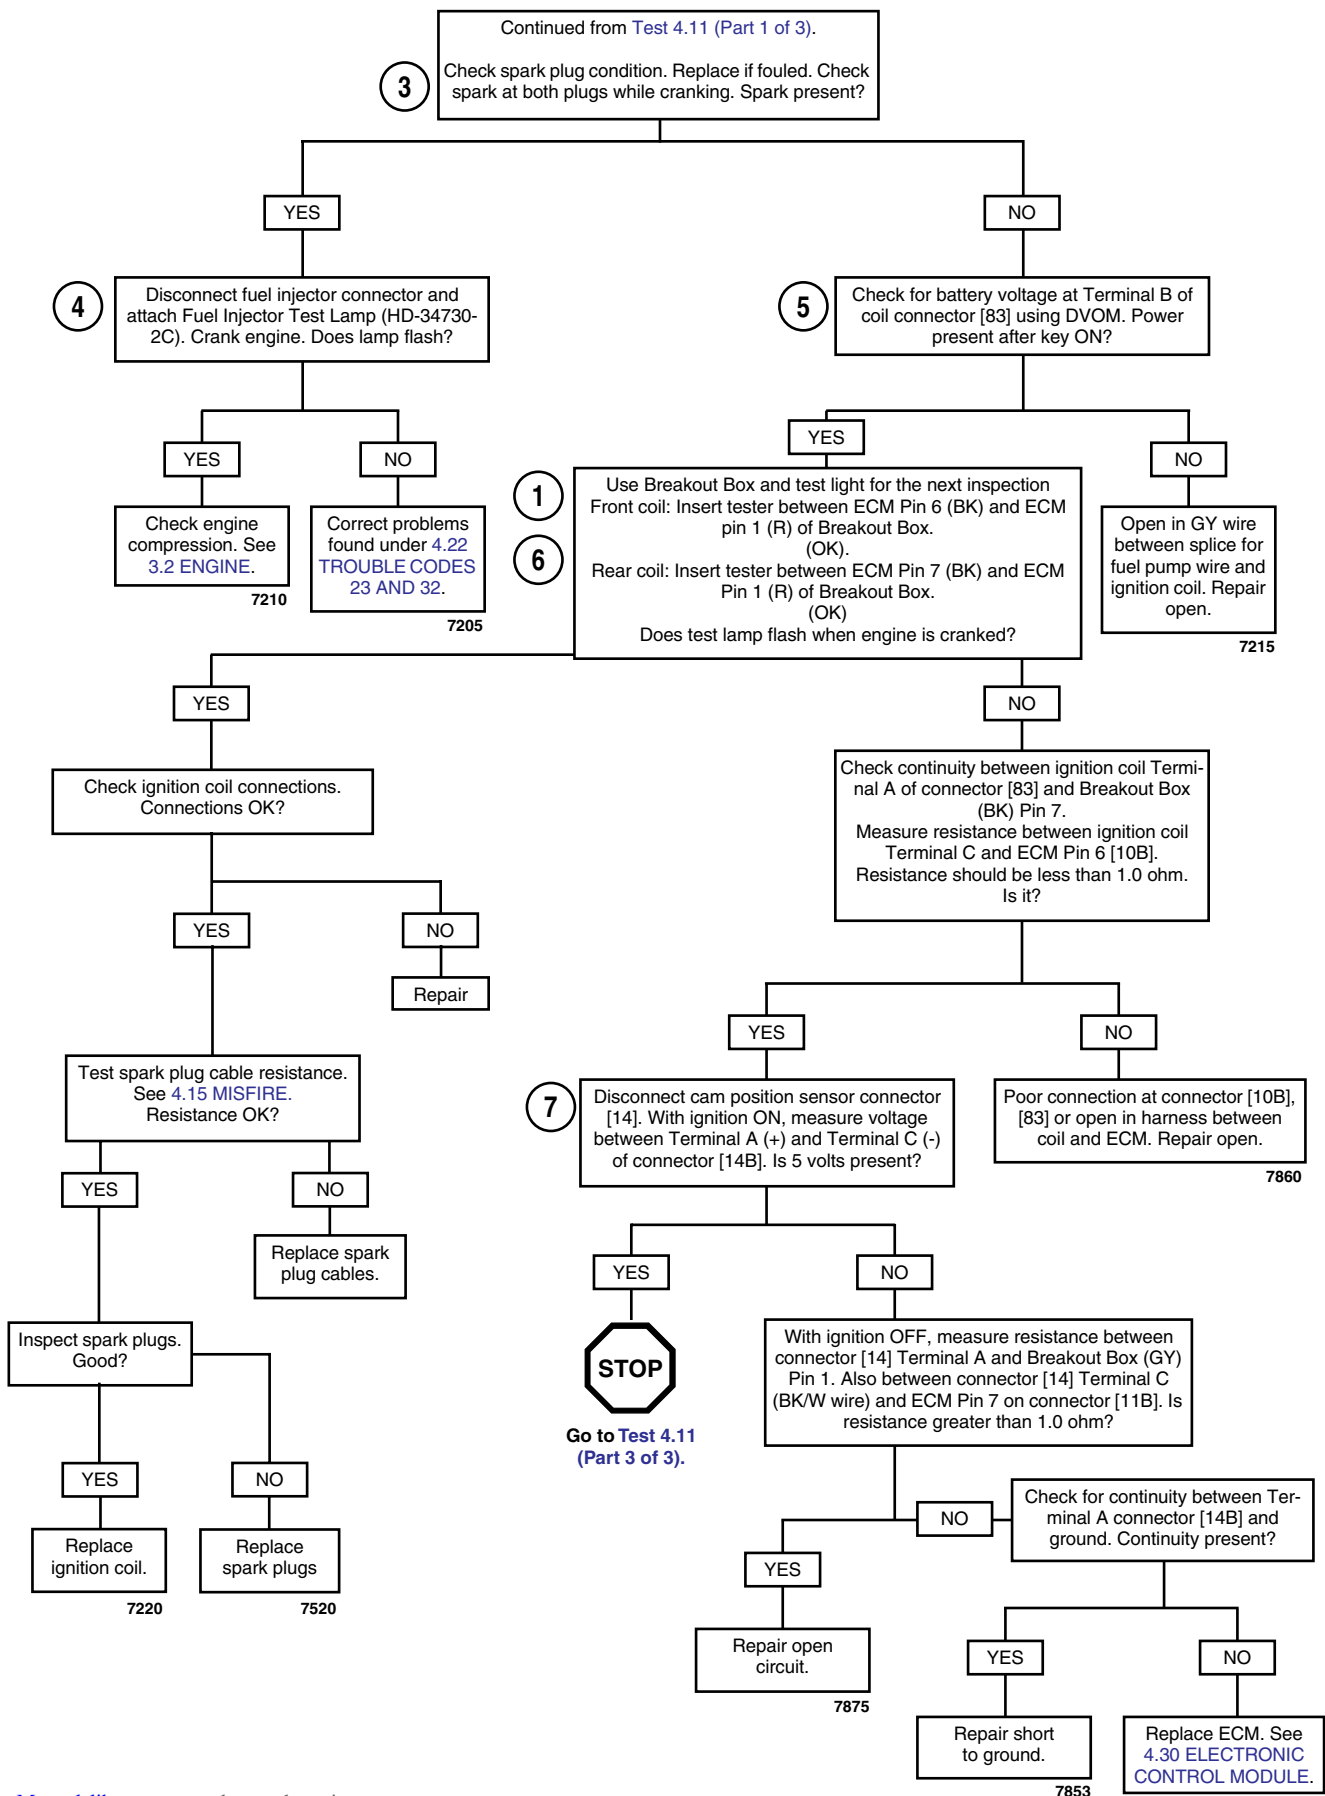 Continued from Test 4.11 (Part 1 of 3).
3
Check spark plug condition. Replace if fouled. Check
spark at both plugs while cranking. Spark present?
YES
NO
4
Disconnect fuel injector connector and
attach Fuel Injector Test Lamp (HD-34730-
2C). Crank engine. Does lamp flash?
5
Check for battery voltage at Terminal B of
coil connector [83] using DVOM. Power
present after key ON?
YES
NO
YES
NO
Check engine
compression. See
3.2 ENGINE.
7210
Correct problems
found under 4.22
TROUBLE CODES
23 AND 32.
7205
1
6
Use Breakout Box and test light for the next inspection
Front coil: Insert tester between ECM Pin 6 (BK) and ECM
pin 1 (R) of Breakout Box.
(OK).
Rear coil: Insert tester between ECM Pin 7 (BK) and ECM
Pin 1 (R) of Breakout Box.
(OK)
Does test lamp flash when engine is cranked?
Open in GY wire
between splice for
fuel pump wire and
ignition coil. Repair
open.
7215
YES
NO
Check ignition coil connections.
Connections OK?
Check continuity between ignition coil Termi-
nal A of connector [83] and Breakout Box
(BK) Pin 7.
Measure resistance between ignition coil
Terminal C and ECM Pin 6 [10B].
Resistance should be less than 1.0 ohm.
Is it?
YES
NO
Repair
YES
NO
Test spark plug cable resistance.
See 4.15 MISFIRE.
Resistance OK?
7
Disconnect cam position sensor connector
[14]. With ignition ON, measure voltage
between Terminal A (+) and Terminal C (-)
of connector [14B]. Is 5 volts present?
Poor connection at connector [10B],
[83] or open in harness between
coil and ECM. Repair open.
7860
YES
NO
Replace spark
plug cables.
YES
NO
STOP
Go to Test 4.11
(Part 3 of 3).
Inspect spark plugs.
Good?
With ignition OFF, measure resistance between
connector [14] Terminal A and Breakout Box (GY)
Pin 1. Also between connector [14] Terminal C
(BK/W wire) and ECM Pin 7 on connector [11B]. Is
resistance greater than 1.0 ohm?
YES
NO
Replace
ignition coil.
7220
Replace
spark plugs
7520
NO
Check for continuity between Ter-
minal A connector [14B] and
ground. Continuity present?
YES
Repair open
circuit.
7875
YES
NO
Repair short
to ground.
7853
Replace ECM. See
4.30 ELECTRONIC
CONTROL MODULE.